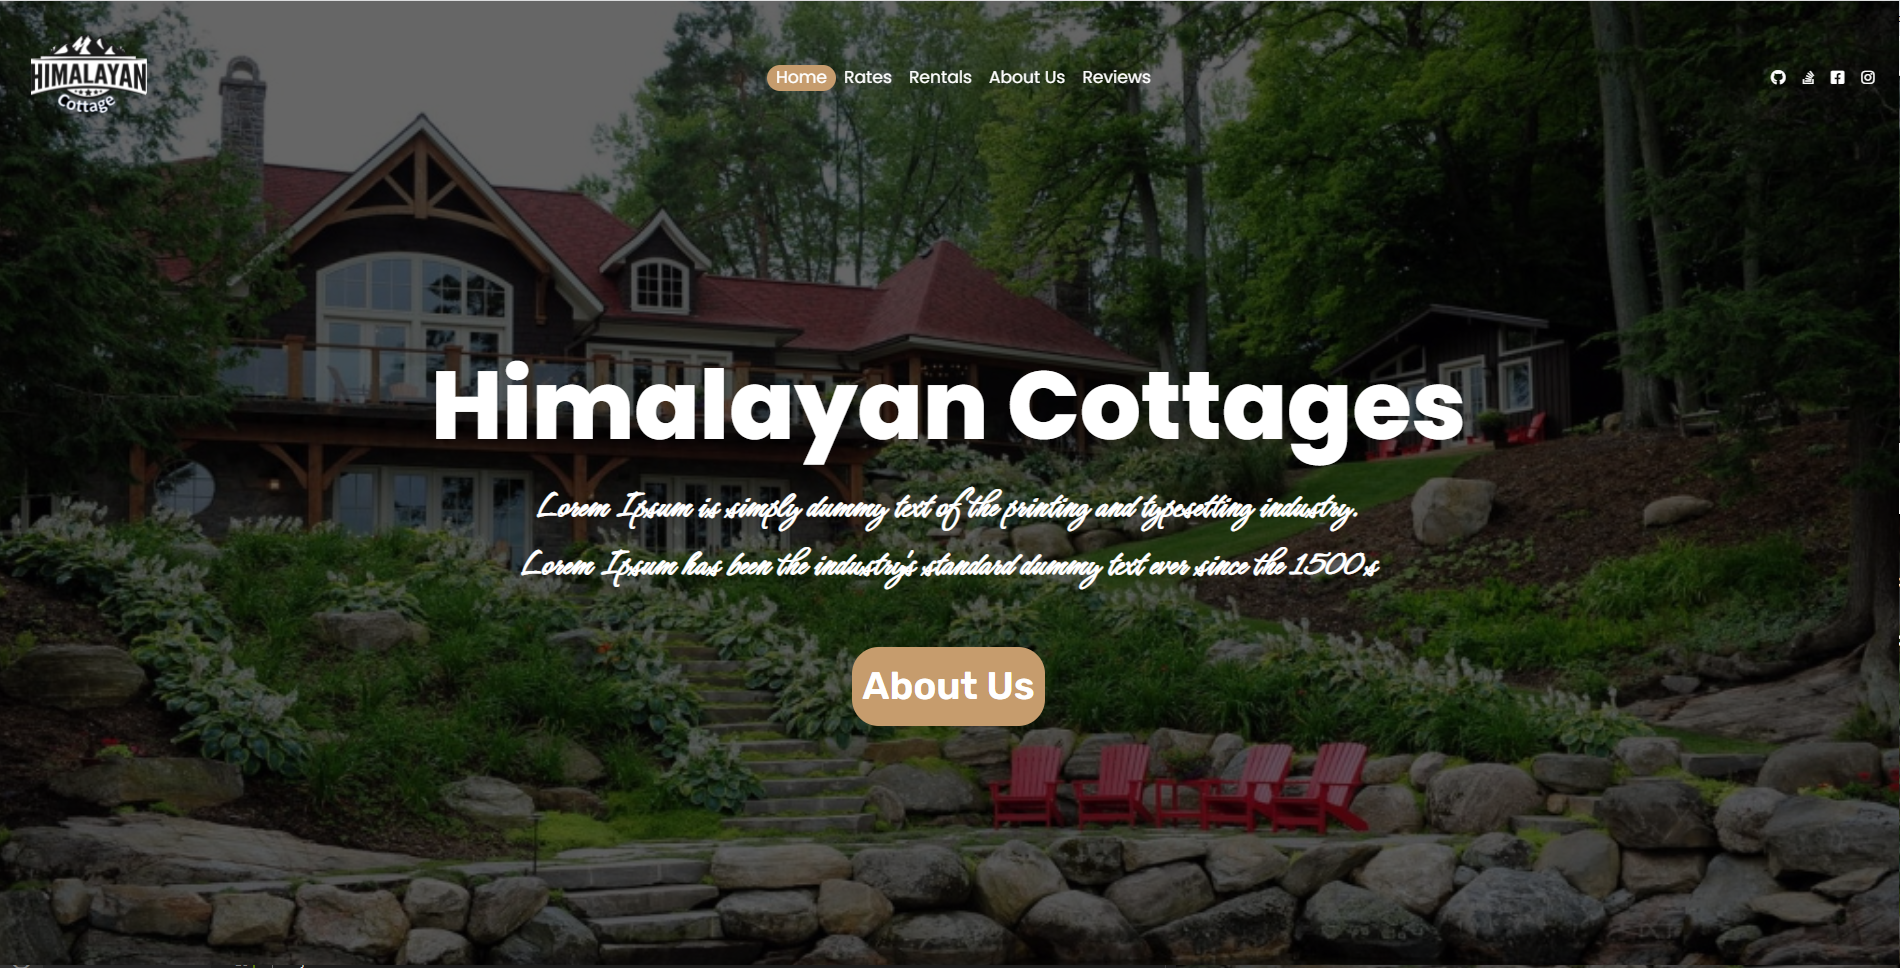 HIMALAYAN
Cottage
Home Rates Rentals About Us Reviews
Himalayan Cottages
Lorem Ipsum is simply dummy text of the printing and typesetting industry.
Lorem Ipsum has been the industry's standard dummy text ever since the 1500s
About Us